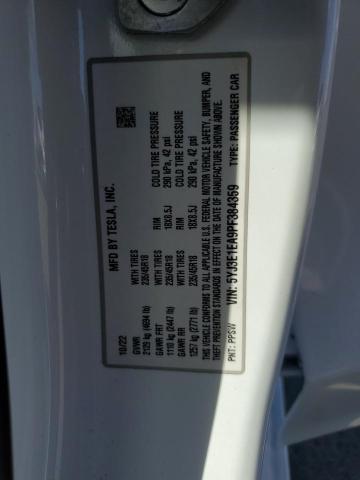 MFD BY TESLA, INC.
10/22
GVWR
2129 kg (4694 lb)
GAWR FRT
1110 kg (2447 lb) WITH TIRES 235/45R18 RIM 18X8.5J COLD TIRE PRESSURE 290 kPa, 42 psi
GAWR RR
1257 kg (2771 lb) WITH TIRES 235/45R18 RIM 18X8.5J COLD TIRE PRESSURE 290 kPa, 42 psi
THIS VEHICLE CONFORMS TO ALL APPLICABLE U.S. FEDERAL MOTOR VEHICLE SAFETY, BUMPER, AND
THEFT PREVENTION STANDARDS IN EFFECT ON THE DATE OF MANUFACTURE SHOWN ABOVE.
VIN: 5YJ3E1EA9PF384359 TYPE: PASSENGER CAR
PNT: PPSW